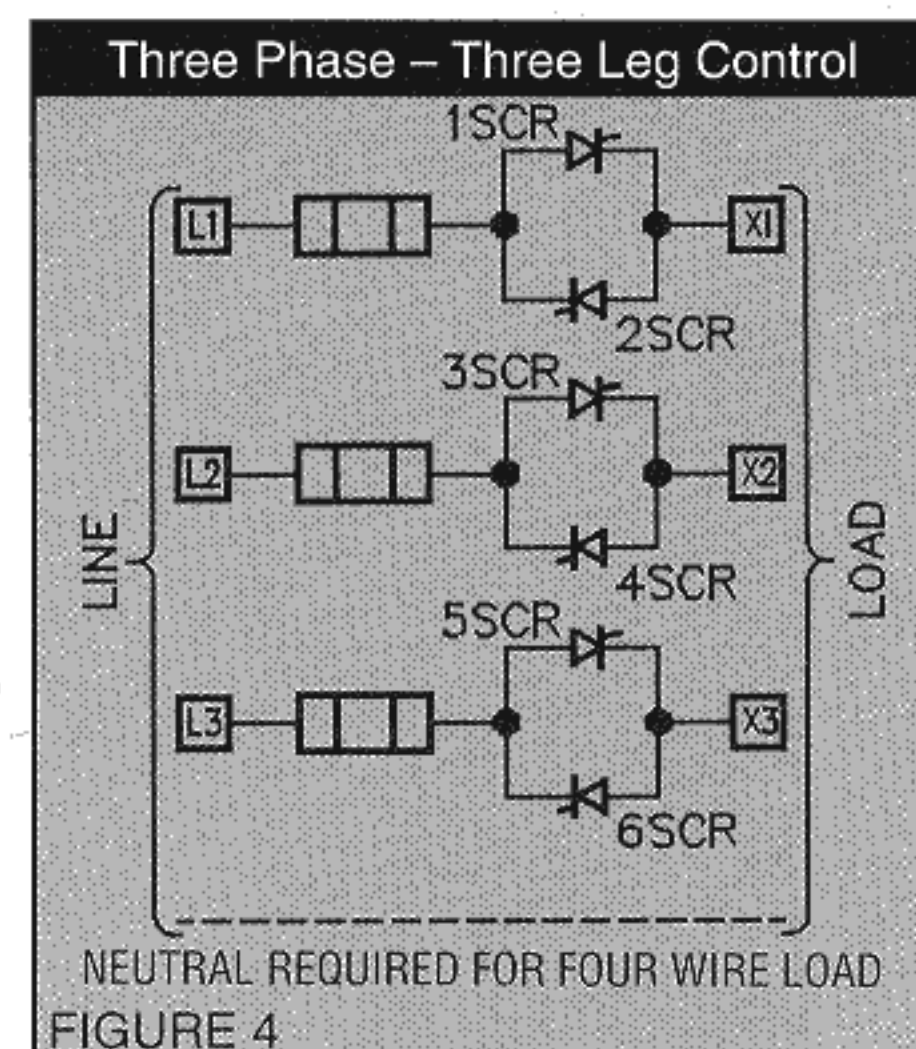 Three Phase – Three Leg Control
1SCR
L1
X1
2SCR
3SCR
L2
X2
4SCR
LINE
LOAD
5SCR
L3
X3
6SCR
NEUTRAL REQUIRED FOR FOUR WIRE LOAD
FIGURE 4